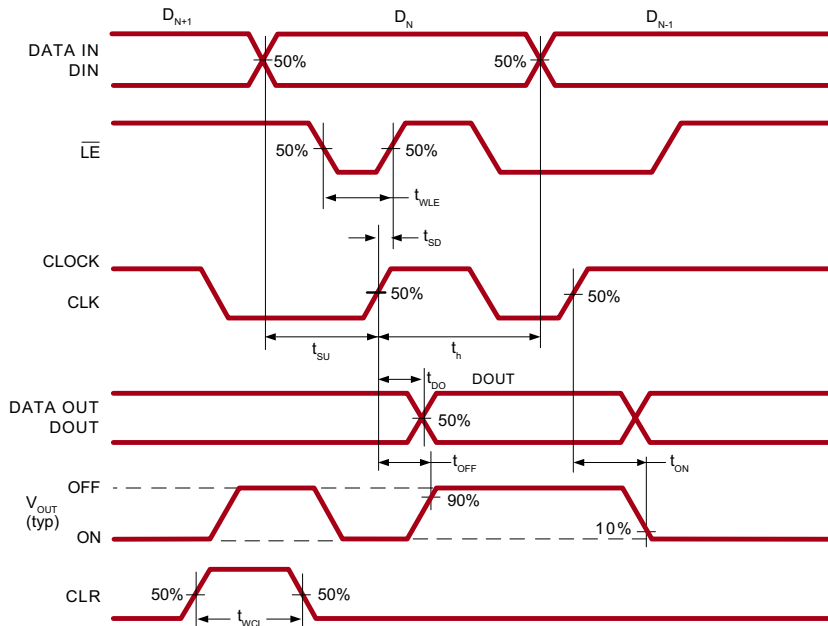 D_N+1 D_N D_N-1
DATA IN
DIN
50% 50%
LE
50% 50%
t_WLE
t_SD
CLOCK
CLK
50% 50%
t_SU t_h
t_DO DOUT
DATA OUT
DOUT
50%
t_OFF t_ON
OFF
V_OUT
(typ)
90%
10%
ON
CLR
50% 50%
t_WCL